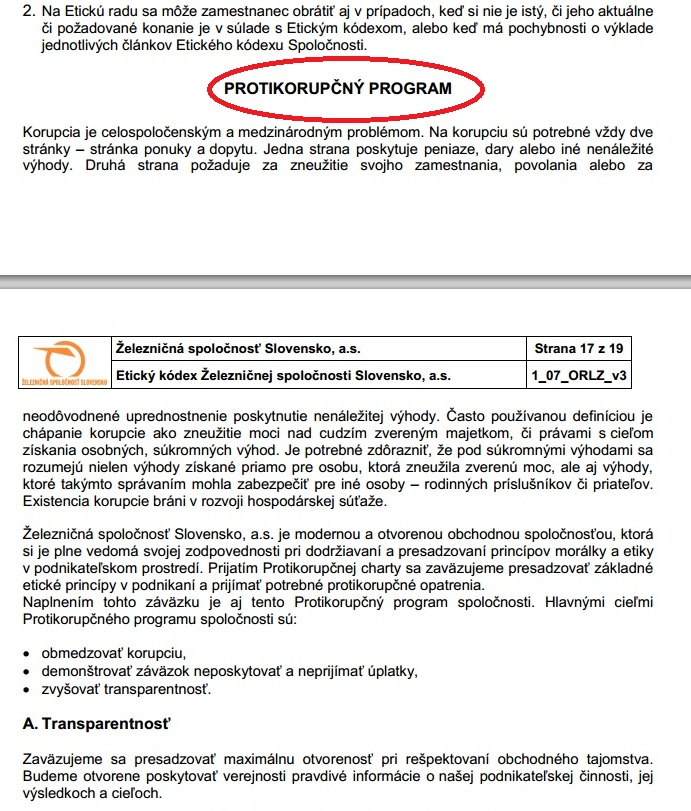 2. Na Etickú radu sa môže zamestnanec obrátiť aj v prípadoch, keď si nie je istý, či jeho aktuálne
či požadované konanie je v súlade s Etickým kódexom, alebo keď má pochybnosti o výklade
jednotlivých článkov Etického kódexu Spoločnosti.
PROTIKORUPČNÝ PROGRAM
Korupcia je celospoločenským a medzinárodným problémom. Na korupciu sú potrebné vždy dve
stránky – stránka ponuky a dopytu. Jedna strana poskytuje peniaze, dary alebo iné nenáležité
výhody. Druhá strana požaduje za zneužitie svojho zamestnania, povolania alebo za
ŽELEZNIČNÁ SPOLOČNOSŤ SLOVENSKO
Železničná spoločnosť Slovensko, a.s.
Strana 17 z 19
Etický kódex Železničnej spoločnosti Slovensko, a.s.
1_07_ORLZ_v3
neodôvodnené uprednostnenie poskytnutie nenáležitej výhody. Často používanou definíciou je
chápanie korupcie ako zneužitie moci nad cudzím zvereným majetkom, či právami s cieľom
získania osobných, súkromných výhod. Je potrebné zdôrazniť, že pod súkromnými výhodami sa
rozumejú nielen výhody získané priamo pre osobu, ktorá zneužila zverenú moc, ale aj výhody,
ktoré takýmto správaním mohla zabezpečiť pre iné osoby – rodinných príslušníkov či priateľov.
Existencia korupcie bráni v rozvoji hospodárskej súťaže.
Železničná spoločnosť Slovensko, a.s. je modernou a otvorenou obchodnou spoločnosťou, ktorá
si je plne vedomá svojej zodpovednosti pri dodržiavaní a presadzovaní princípov morálky a etiky
v podnikateľskom prostredí. Prijatím Protikorupčnej charty sa zaväzujeme presadzovať základné
etické princípy v podnikaní a prijímať potrebné protikorupčné opatrenia.
Naplnením tohto záväzku je aj tento Protikorupčný program spoločnosti. Hlavnými cieľmi
Protikorupčného programu spoločnosti sú:
• obmedzovať korupciu,
• demonštrovať záväzok neposkytovať a neprijímať úplatky,
• zvyšovať transparentnosť.
A. Transparentnosť
Zaväzujeme sa presadzovať maximálnu otvorenosť pri rešpektovaní obchodného tajomstva.
Budeme otvorene poskytovať verejnosti pravdivé informácie o našej podnikateľskej činnosti, jej
výsledkoch a cieľoch.